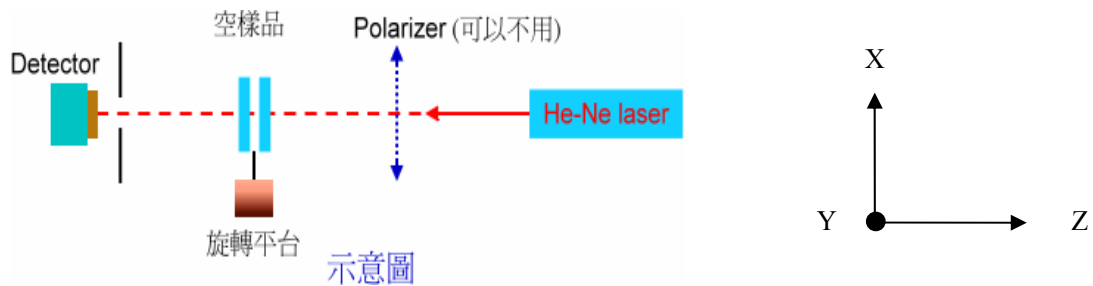 空樣品
Polarizer (可以不用)
Detector
He-Ne laser
旋轉平台
示意圖
X
Y
Z